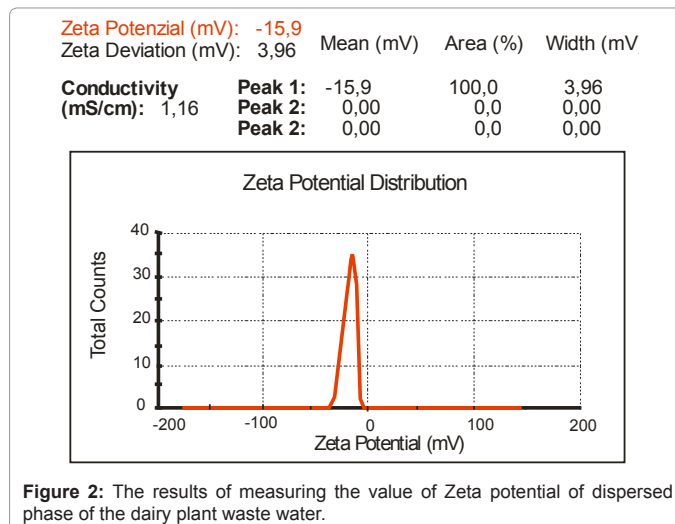 Zeta Potenzial (mV): -15,9
Zeta Deviation (mV): 3,96 Mean (mV) Area (%) Width (mV
Conductivity Peak 1: -15,9 100,0 3,96
(mS/cm): 1,16 Peak 2: 0,00 0,0 0,00
Peak 2: 0,00 0,0 0,00
Zeta Potential Distribution
Total Counts
40
30
20
10
0
-200 -100 0 100 200
Zeta Potential (mV)
Figure 2: The results of measuring the value of Zeta potential of dispersed
phase of the dairy plant waste water.